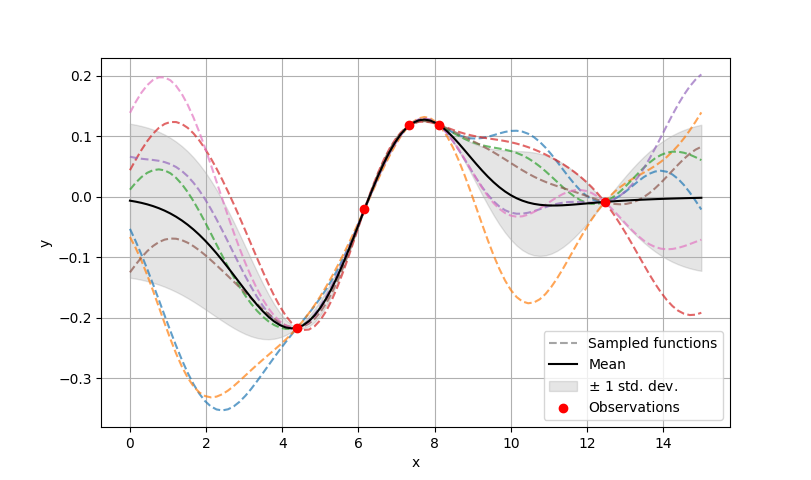 0.2
0.1
0.0
−0.1
−0.2
−0.3
y
0 2 4 6 8 10 12 14
x
Sampled functions
Mean
± 1 std. dev.
Observations